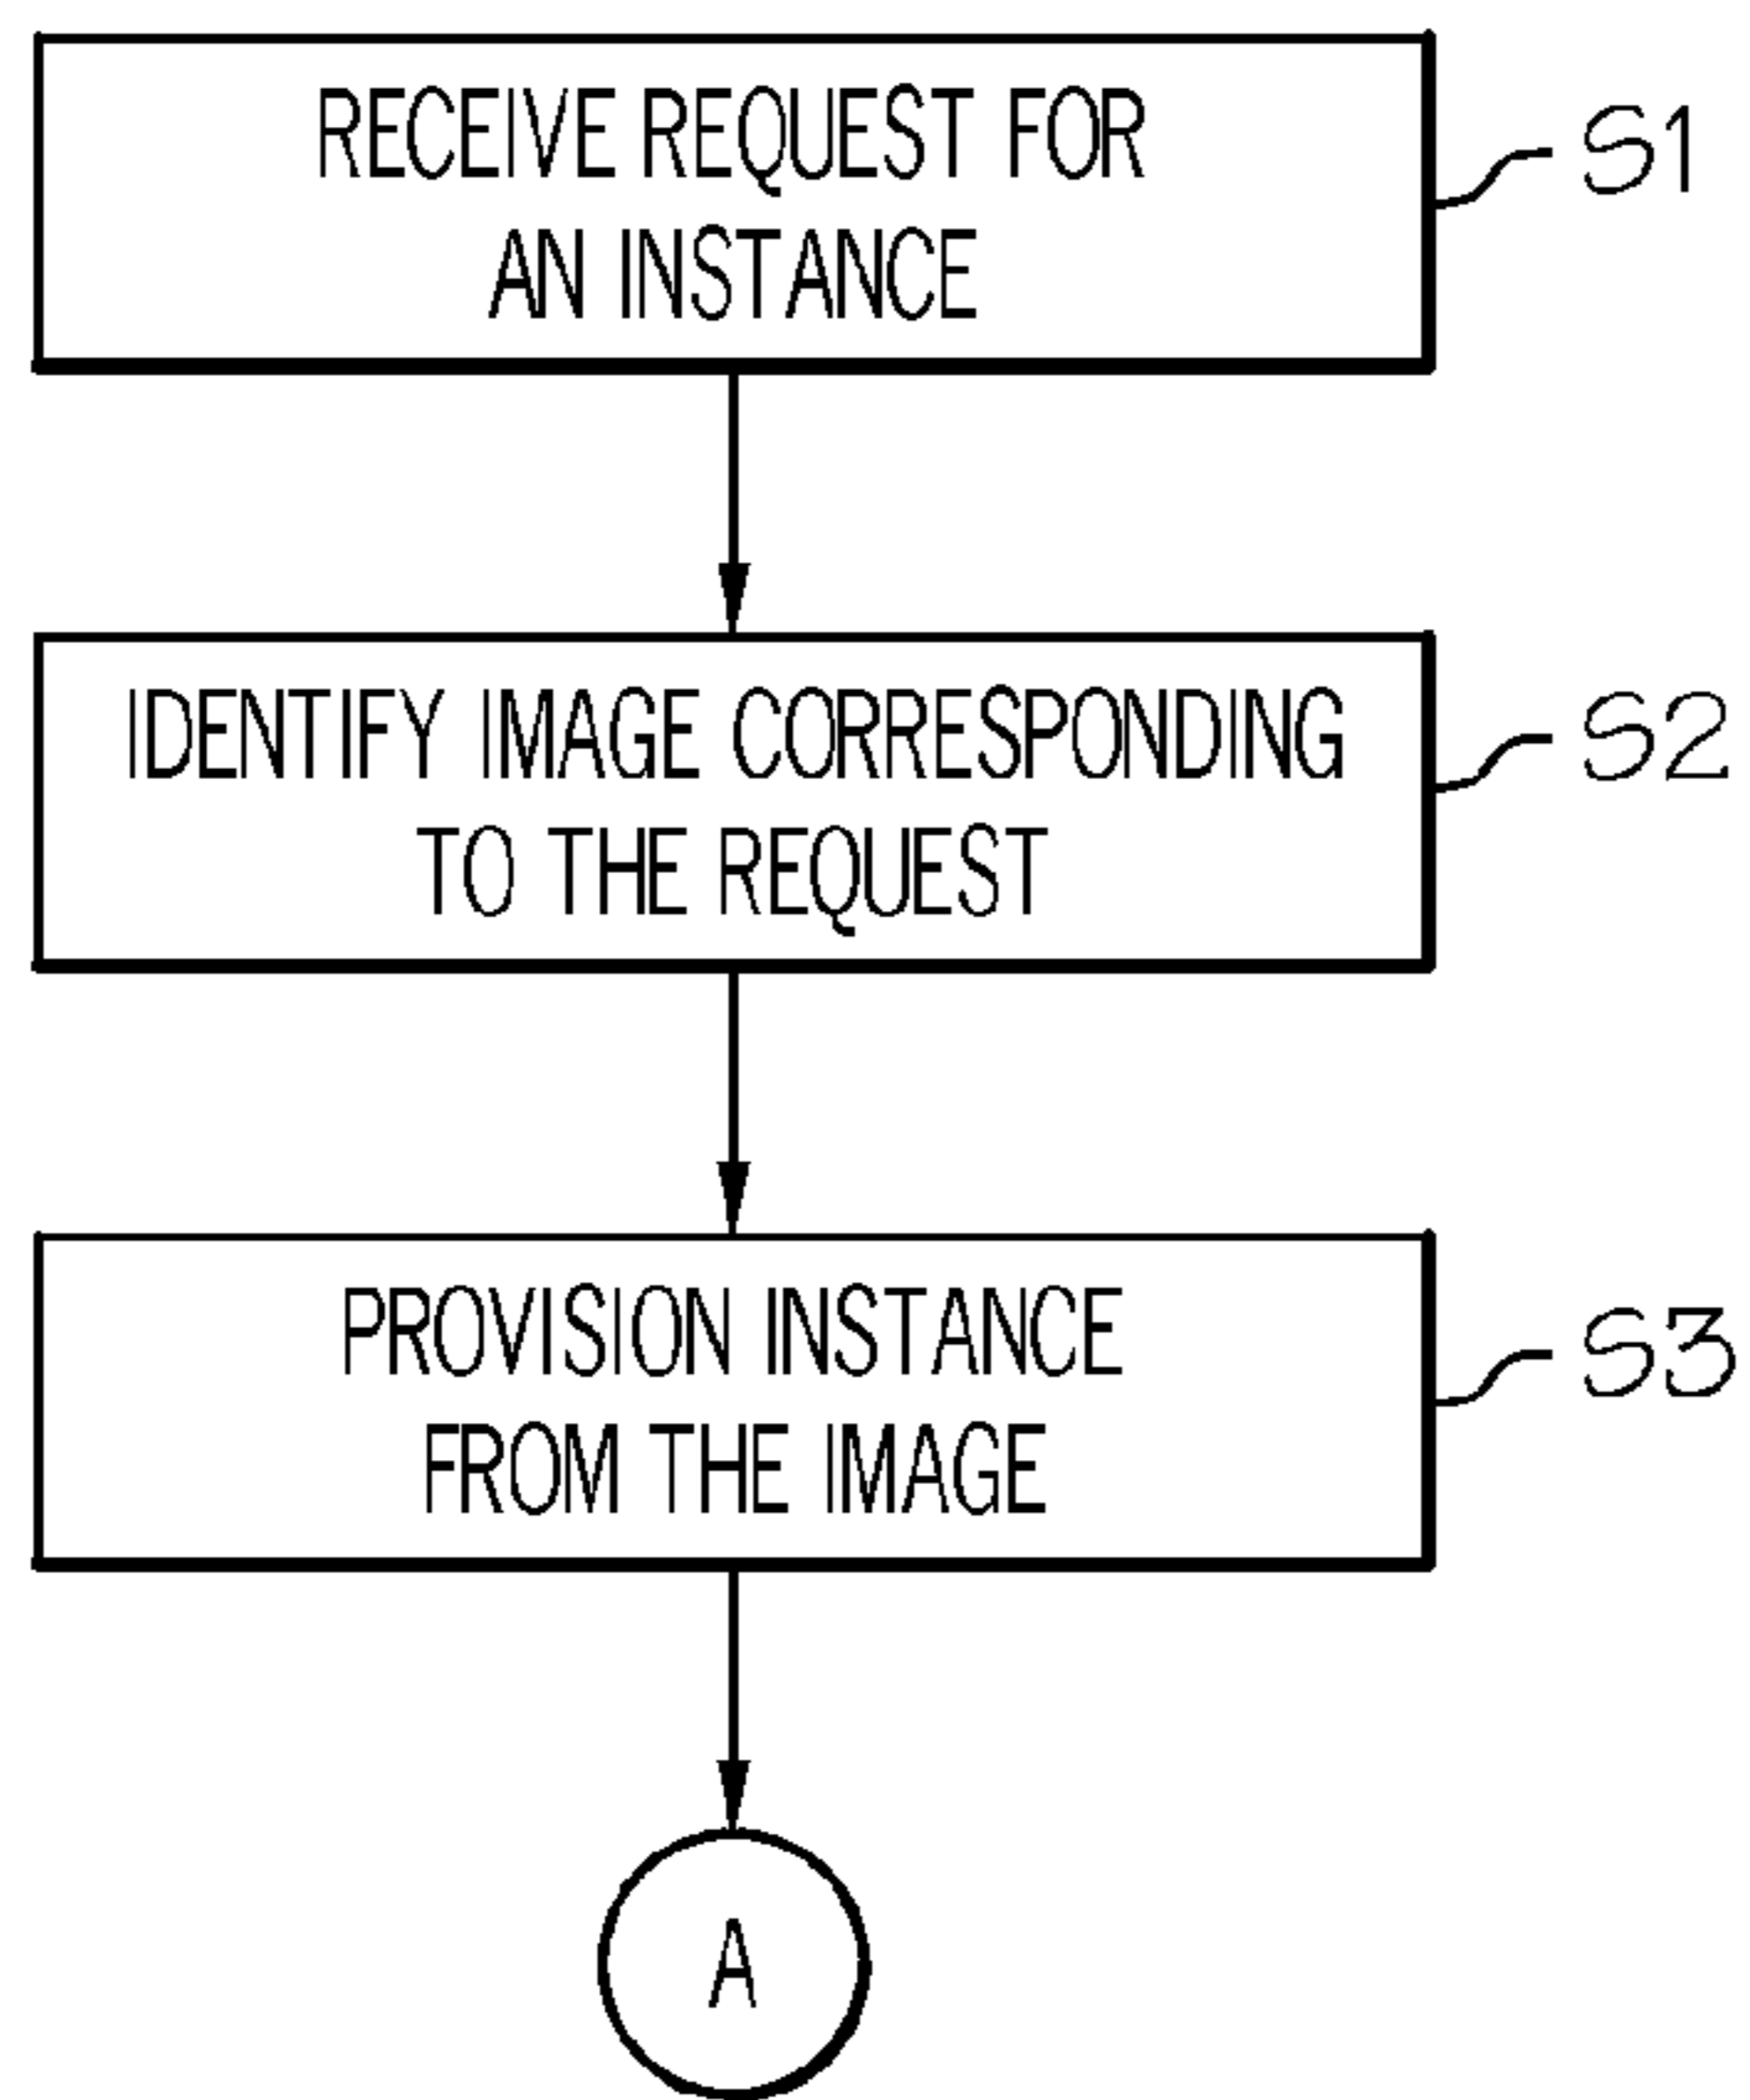 RECEIVE REQUEST FOR
AN INSTANCE
S1
IDENTIFY IMAGE CORRESPONDING
TO THE REQUEST
S2
PROVISION INSTANCE
FROM THE IMAGE
S3
A